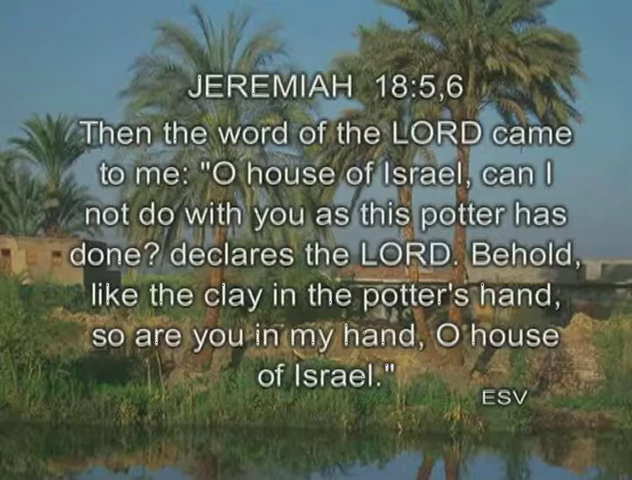 JEREMIAH 18:5,6
Then the word of the LORD came
to me: "O house of Israel, can I
not do with you as this potter has
done? declares the LORD. Behold,
like the clay in the potter's hand,
so are you in my hand, O house
of Israel."
ESV